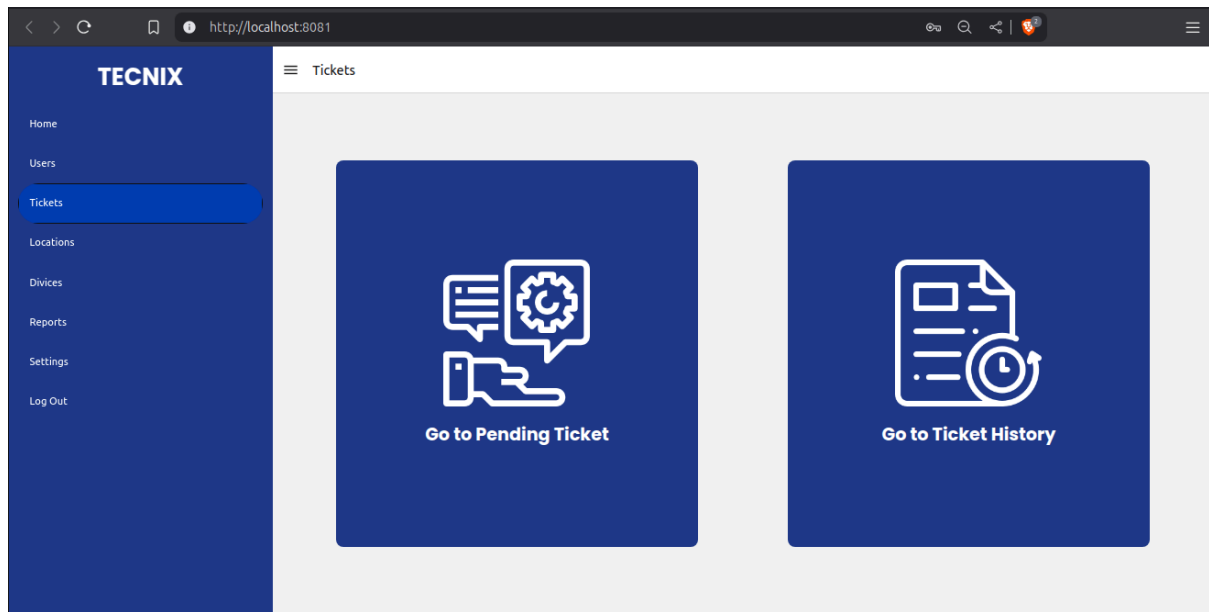 http://localhost:8081
2
TECNIX
Tickets
Home
Users
Tickets
Locations
Divices
Reports
Settings
Log Out
Go to Pending Ticket
Go to Ticket History